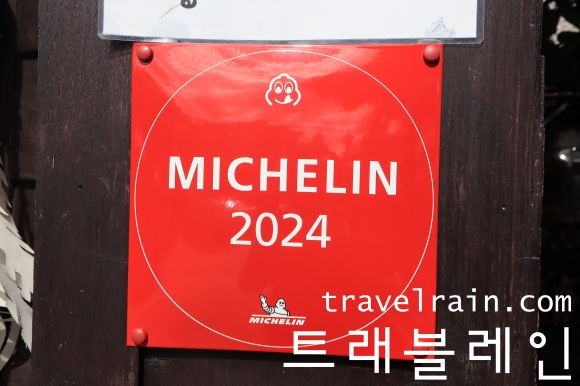 MICHELIN
2024
MICHELIN
travelrain.com
트래블레인